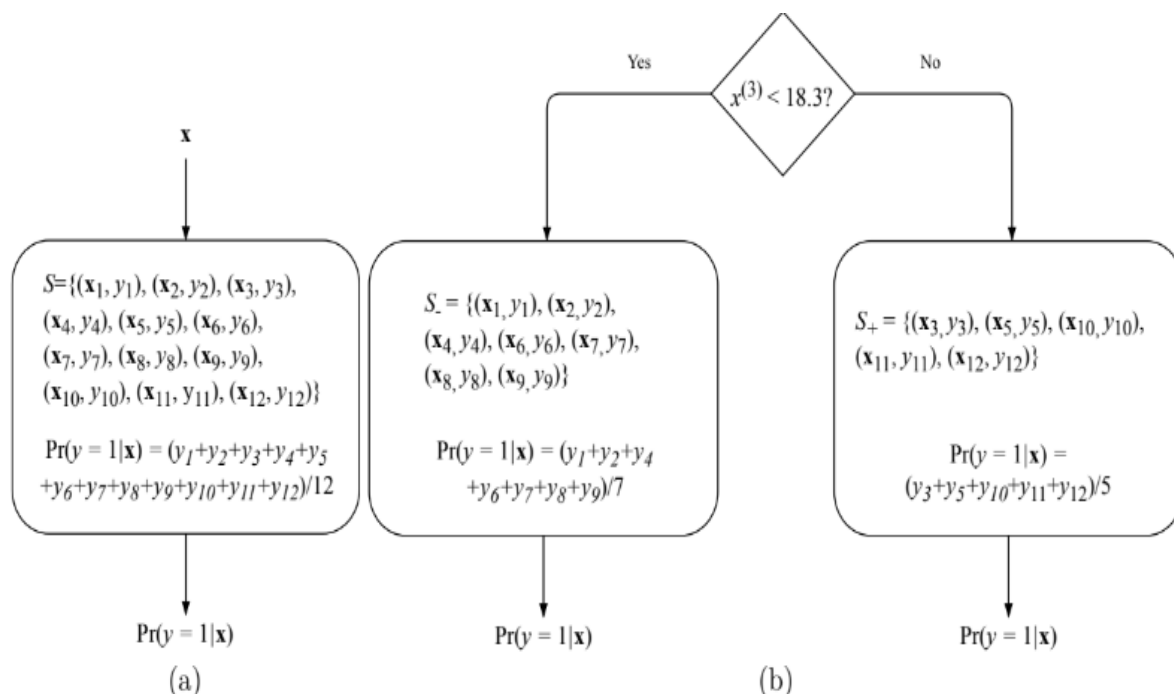 x
S={(x1, y1), (x2, y2), (x3, y3),
(x4, y4), (x5, y5), (x6, y6),
(x7, y7), (x8, y8), (x9, y9),
(x10, y10), (x11, y11), (x12, y12)}
Pr(y = 1|x) = (y1+y2+y3+y4+y5
+y6+y7+y8+y9+y10+y11+y12)/12
Pr(y = 1|x)
(a)
x(3) < 18.3?
Yes
No
S- = {(x1, y1), (x2, y2),
(x4, y4), (x6, y6), (x7, y7),
(x8, y8), (x9, y9)}
Pr(y = 1|x) = (y1+y2+y4
+y6+y7+y8+y9)/7
Pr(y = 1|x)
S+ = {(x3, y3), (x5, y5), (x10, y10),
(x11, y11), (x12, y12)}
Pr(y = 1|x) =
(y3+y5+y10+y11+y12)/5
Pr(y = 1|x)
(b)